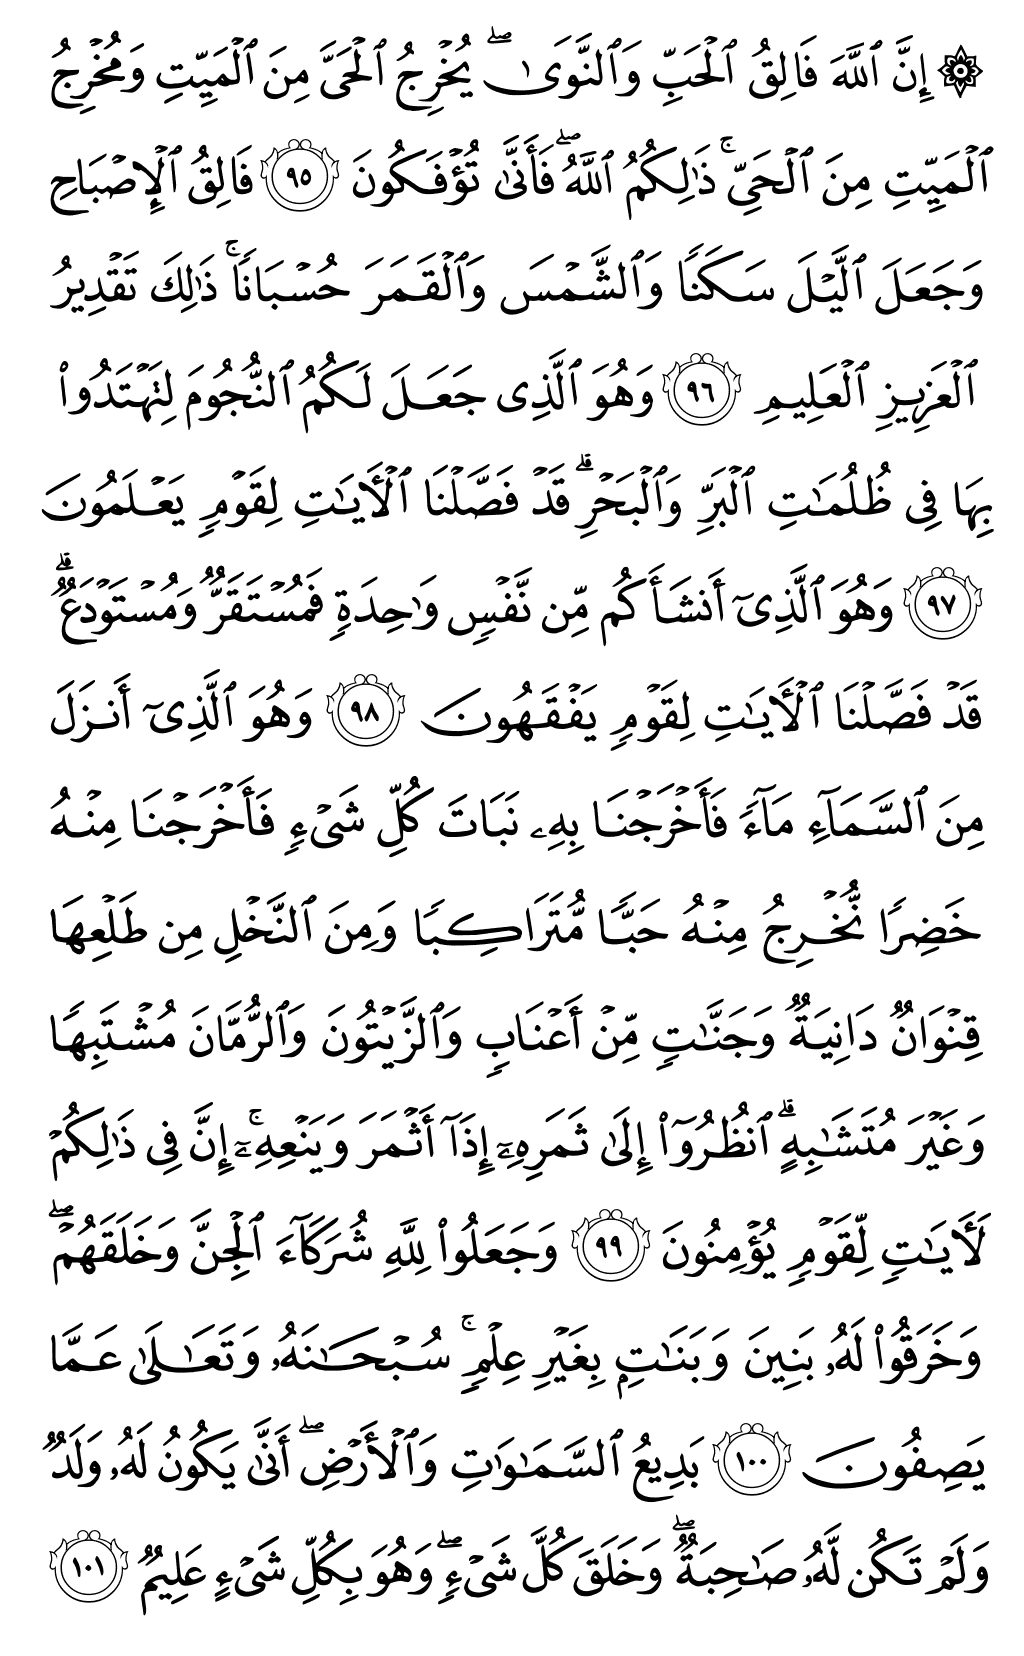 ۞ إِنَّ ٱللَّهَ فَالِقُ ٱلْحَبِّ وَٱلنَّوَىٰ ۖ يُخْرِجُ ٱلْحَىَّ مِنَ ٱلْمَيِّتِ وَمُخْرِجُ
ٱلْمَيِّتِ مِنَ ٱلْحَىِّ ۚ ذَٰلِكُمُ ٱللَّهُ ۖ فَأَنَّىٰ تُؤْفَكُونَ ٩٥ فَالِقُ ٱلْإِصْبَاحِ
وَجَعَلَ ٱلَّيْلَ سَكَنًا وَٱلشَّمْسَ وَٱلْقَمَرَ حُسْبَانًا ۚ ذَٰلِكَ تَقْدِيرُ
ٱلْعَزِيزِ ٱلْعَلِيمِ ٩٦ وَهُوَ ٱلَّذِى جَعَلَ لَكُمُ ٱلنُّجُومَ لِتَهْتَدُوا۟
بِهَا فِى ظُلُمَٰتِ ٱلْبَرِّ وَٱلْبَحْرِ ۗ قَدْ فَصَّلْنَا ٱلْـَٔايَٰتِ لِقَوْمٍ يَعْلَمُونَ
٩٧ وَهُوَ ٱلَّذِىٓ أَنشَأَكُم مِّن نَّفْسٍ وَٰحِدَةٍ فَمُسْتَقَرٌّ وَمُسْتَوْدَعٌ ۗ
قَدْ فَصَّلْنَا ٱلْـَٔايَٰتِ لِقَوْمٍ يَفْقَهُونَ ٩٨ وَهُوَ ٱلَّذِىٓ أَنزَلَ
مِنَ ٱلسَّمَآءِ مَآءً فَأَخْرَجْنَا بِهِۦ نَبَاتَ كُلِّ شَىْءٍ فَأَخْرَجْنَا مِنْهُ
خَضِرًا نُّخْرِجُ مِنْهُ حَبًّا مُّتَرَاكِبًا وَمِنَ ٱلنَّخْلِ مِن طَلْعِهَا
قِنْوَانٌ دَانِيَةٌ وَجَنَّٰتٍ مِّنْ أَعْنَابٍ وَٱلزَّيْتُونَ وَٱلرُّمَّانَ مُشْتَبِهًا
وَغَيْرَ مُتَشَٰبِهٍ ۗ ٱنظُرُوٓا۟ إِلَىٰ ثَمَرِهِۦٓ إِذَآ أَثْمَرَ وَيَنْعِهِۦٓ ۚ إِنَّ فِى ذَٰلِكُمْ
لَـَٔايَٰتٍ لِّقَوْمٍ يُؤْمِنُونَ ٩٩ وَجَعَلُوا۟ لِلَّهِ شُرَكَآءَ ٱلْجِنَّ وَخَلَقَهُمْ ۖ
وَخَرَقُوا۟ لَهُۥ بَنِينَ وَبَنَٰتٍۭ بِغَيْرِ عِلْمٍ ۚ سُبْحَٰنَهُۥ وَتَعَٰلَىٰ عَمَّا
يَصِفُونَ ١٠٠ بَدِيعُ ٱلسَّمَٰوَٰتِ وَٱلْأَرْضِ ۖ أَنَّىٰ يَكُونُ لَهُۥ وَلَدٌ
وَلَمْ تَكُن لَّهُۥ صَٰحِبَةٌ ۖ وَخَلَقَ كُلَّ شَىْءٍ ۖ وَهُوَ بِكُلِّ شَىْءٍ عَلِيمٌ ١٠١